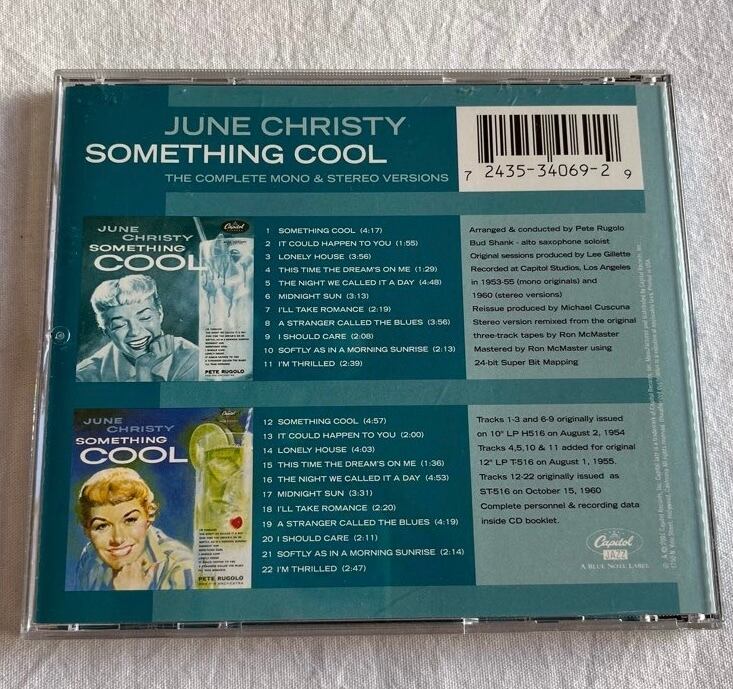 JUNE CHRISTY
SOMETHING COOL
THE COMPLETE MONO & STEREO VERSIONS
7 2435-34069-2 9
JUNE
CHRISTY
SOMETHING
COOL
Capitol
PETE RUGOLO
1 SOMETHING COOL (4:17)
2 IT COULD HAPPEN TO YOU (1:55)
3 LONELY HOUSE (3:56)
4 THIS TIME THE DREAM'S ON ME (1:29)
5 THE NIGHT WE CALLED IT A DAY (4:48)
6 MIDNIGHT SUN (3:13)
7 I'LL TAKE ROMANCE (2:19)
8 A STRANGER CALLED THE BLUES (3:56)
9 I SHOULD CARE (2:08)
10 SOFTLY AS IN A MORNING SUNRISE (2:13)
11 I'M THRILLED (2:39)
Arranged & conducted by Pete Rugolo
Bud Shank - alto saxophone soloist
Original sessions produced by Lee Gillette
Recorded at Capitol Studios, Los Angeles
in 1953-55 (mono originals) and
1960 (stereo versions)
Reissue produced by Michael Cuscuna
Stereo version remixed from the original
three-track tapes by Ron McMaster
Mastered by Ron McMaster using
24-bit Super Bit Mapping
JUNE
CHRISTY
SOMETHING
COOL
PETE RUGOLO
12 SOMETHING COOL (4:57)
13 IT COULD HAPPEN TO YOU (2:00)
14 LONELY HOUSE (4:03)
15 THIS TIME THE DREAM'S ON ME (1:36)
16 THE NIGHT WE CALLED IT A DAY (4:53)
17 MIDNIGHT SUN (3:31)
18 I'LL TAKE ROMANCE (2:20)
19 A STRANGER CALLED THE BLUES (4:19)
20 I SHOULD CARE (2:11)
21 SOFTLY AS IN A MORNING SUNRISE (2:14)
22 I'M THRILLED (2:47)
Tracks 1-3 and 6-9 originally issued
on 10" LP H516 on August 2, 1954
Tracks 4,5,10 & 11 added for original
12" LP T-516 on August 1, 1955.
Tracks 12-22 originally issued as
ST-516 on October 15, 1960
Complete personnel & recording data
inside CD booklet.
Capitol
JAZZ
A BLUE NOTE LABEL